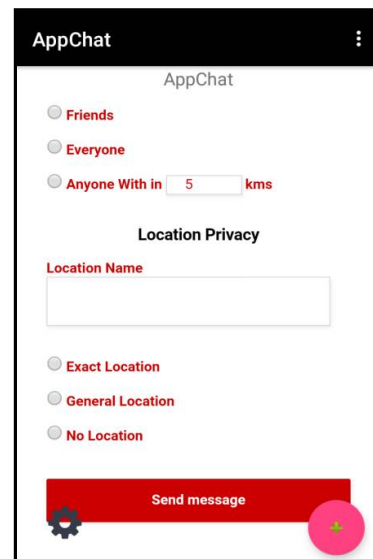 AppChat
AppChat
Friends
Everyone
Anyone With in 5 kms
Location Privacy
Location Name
Exact Location
General Location
No Location
Send message
+